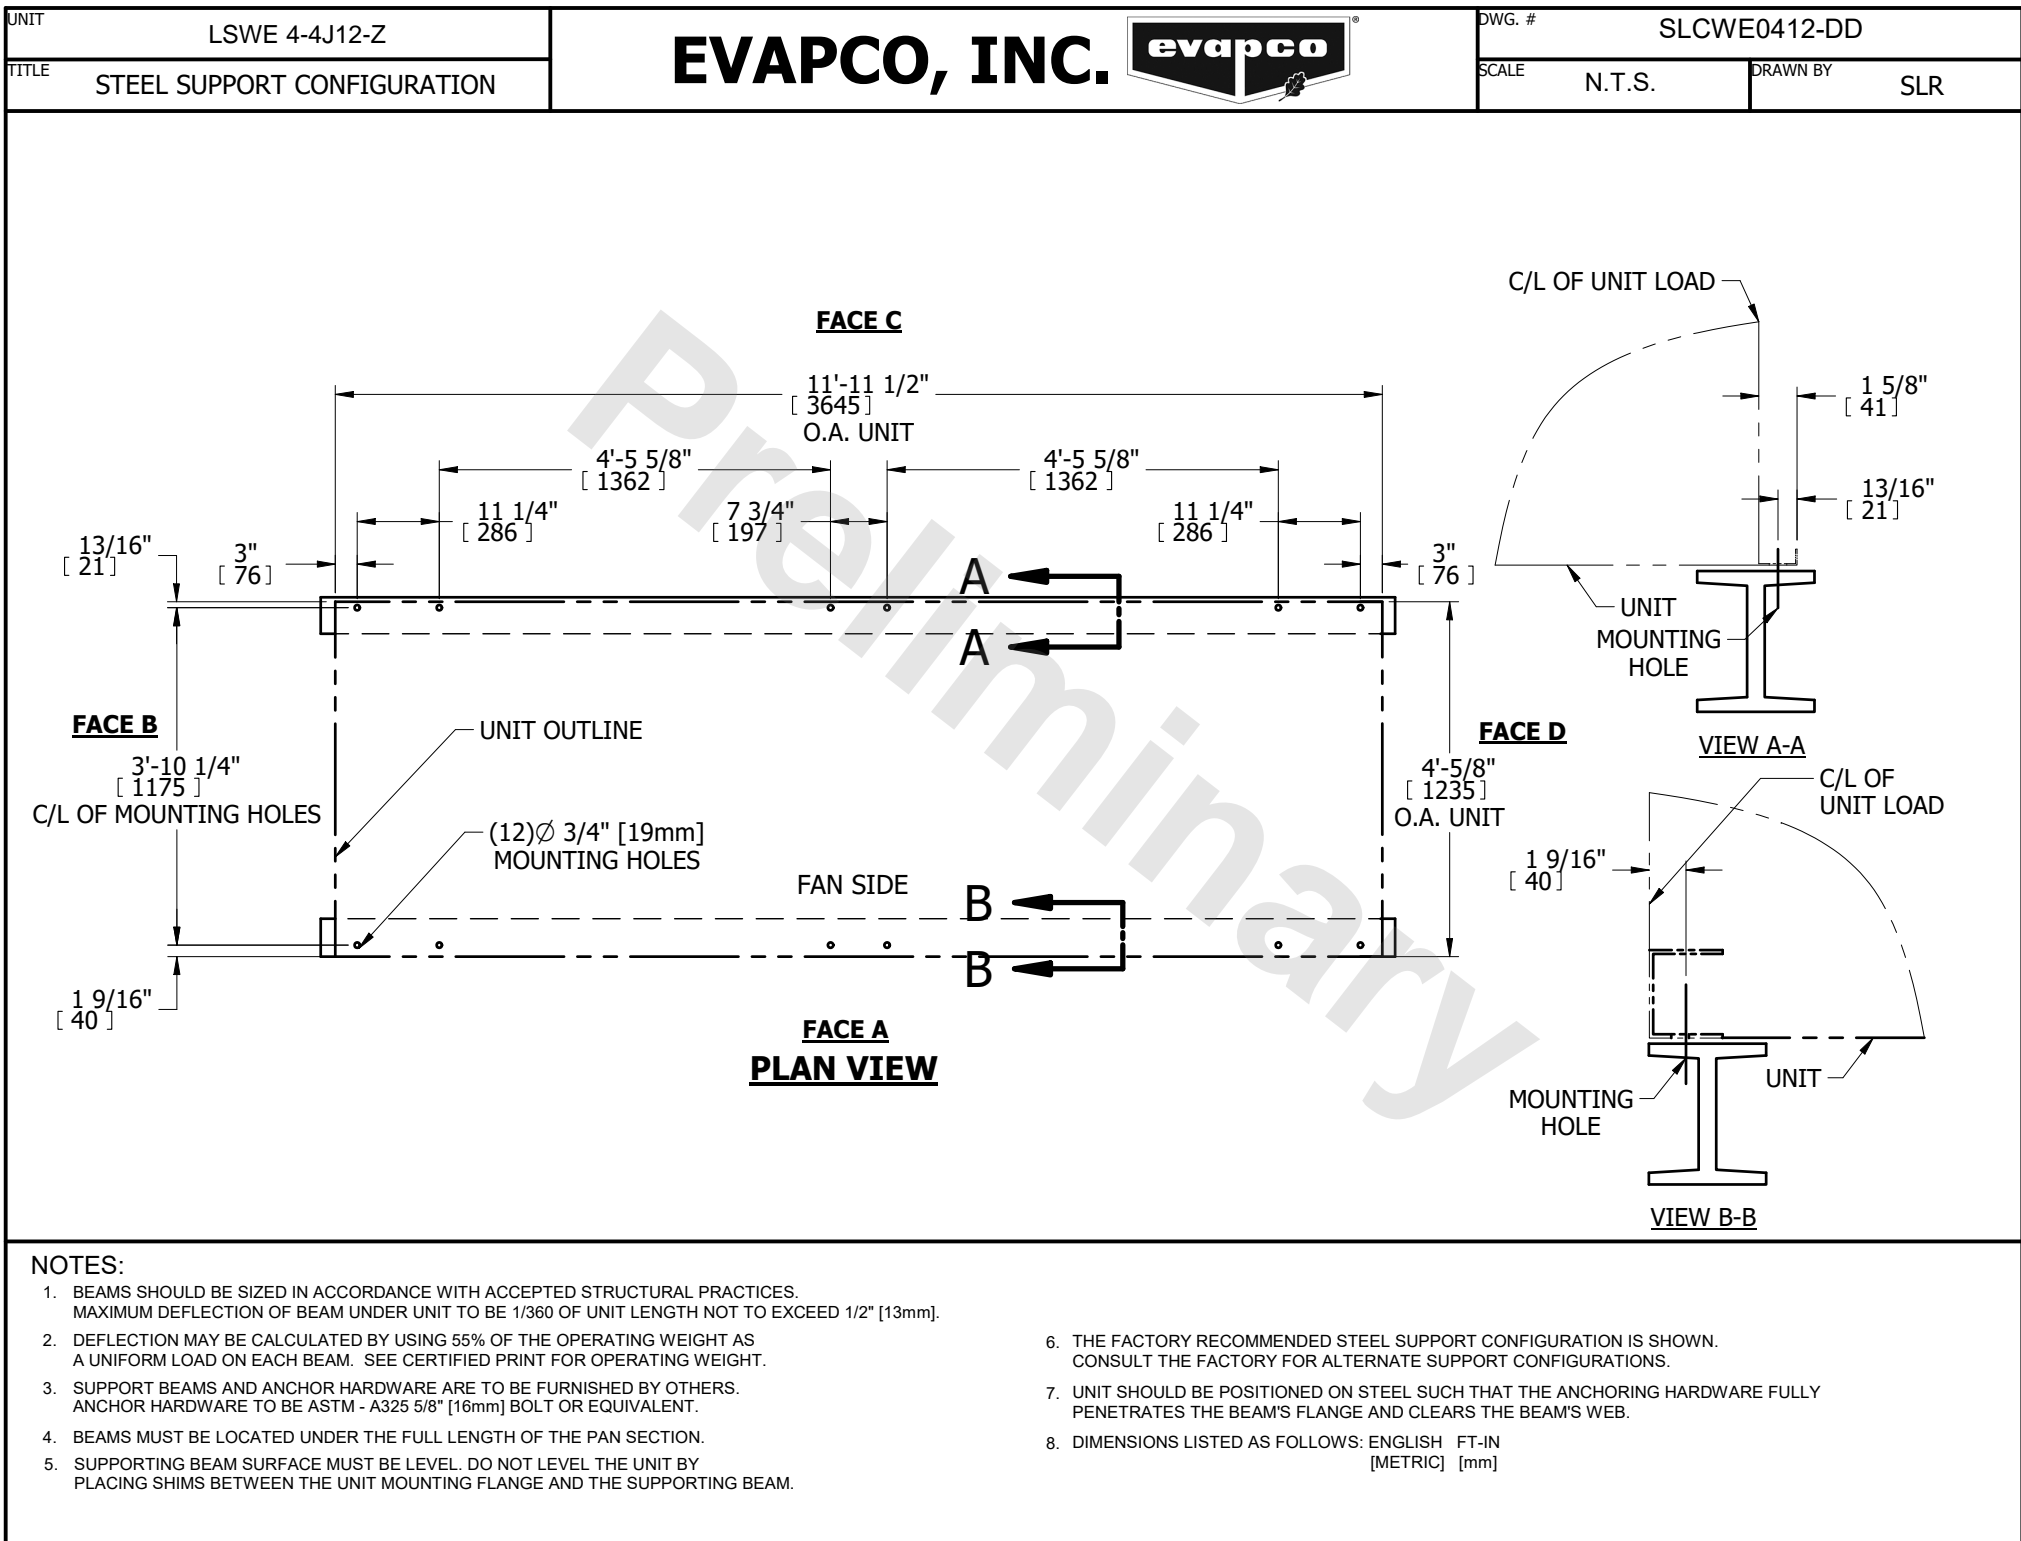 UNIT
LSWE 4-4J12-Z
TITLE
STEEL SUPPORT CONFIGURATION
EVAPCO, INC.
evapco
®
DWG. #
SLCWE0412-DD
SCALE
N.T.S.
DRAWN BY
SLR
Preliminary
FACE C
11'-11 1/2"
[ 3645 ]
O.A. UNIT
4'-5 5/8"
[ 1362 ]
4'-5 5/8"
[ 1362 ]
11 1/4"
[ 286 ]
7 3/4"
[ 197 ]
11 1/4"
[ 286 ]
13/16"
[ 21 ]
3"
[ 76 ]
3"
[ 76 ]
A
A
FACE B
3'-10 1/4"
[ 1175 ]
C/L OF MOUNTING HOLES
UNIT OUTLINE
(12)Ø 3/4" [19mm]
MOUNTING HOLES
FAN SIDE
B
B
FACE D
4'-5/8"
[ 1235 ]
O.A. UNIT
1 9/16"
[ 40 ]
FACE A
PLAN VIEW
C/L OF UNIT LOAD
1 5/8"
[ 41 ]
13/16"
[ 21 ]
UNIT
MOUNTING
HOLE
VIEW A-A
C/L OF
UNIT LOAD
1 9/16"
[ 40 ]
UNIT
MOUNTING
HOLE
VIEW B-B
NOTES:
1. BEAMS SHOULD BE SIZED IN ACCORDANCE WITH ACCEPTED STRUCTURAL PRACTICES.
MAXIMUM DEFLECTION OF BEAM UNDER UNIT TO BE 1/360 OF UNIT LENGTH NOT TO EXCEED 1/2" [13mm].
2. DEFLECTION MAY BE CALCULATED BY USING 55% OF THE OPERATING WEIGHT AS
A UNIFORM LOAD ON EACH BEAM. SEE CERTIFIED PRINT FOR OPERATING WEIGHT.
3. SUPPORT BEAMS AND ANCHOR HARDWARE ARE TO BE FURNISHED BY OTHERS.
ANCHOR HARDWARE TO BE ASTM - A325 5/8" [16mm] BOLT OR EQUIVALENT.
4. BEAMS MUST BE LOCATED UNDER THE FULL LENGTH OF THE PAN SECTION.
5. SUPPORTING BEAM SURFACE MUST BE LEVEL. DO NOT LEVEL THE UNIT BY
PLACING SHIMS BETWEEN THE UNIT MOUNTING FLANGE AND THE SUPPORTING BEAM.
6. THE FACTORY RECOMMENDED STEEL SUPPORT CONFIGURATION IS SHOWN.
CONSULT THE FACTORY FOR ALTERNATE SUPPORT CONFIGURATIONS.
7. UNIT SHOULD BE POSITIONED ON STEEL SUCH THAT THE ANCHORING HARDWARE FULLY
PENETRATES THE BEAM'S FLANGE AND CLEARS THE BEAM'S WEB.
8. DIMENSIONS LISTED AS FOLLOWS: ENGLISH FT-IN
[METRIC] [mm]